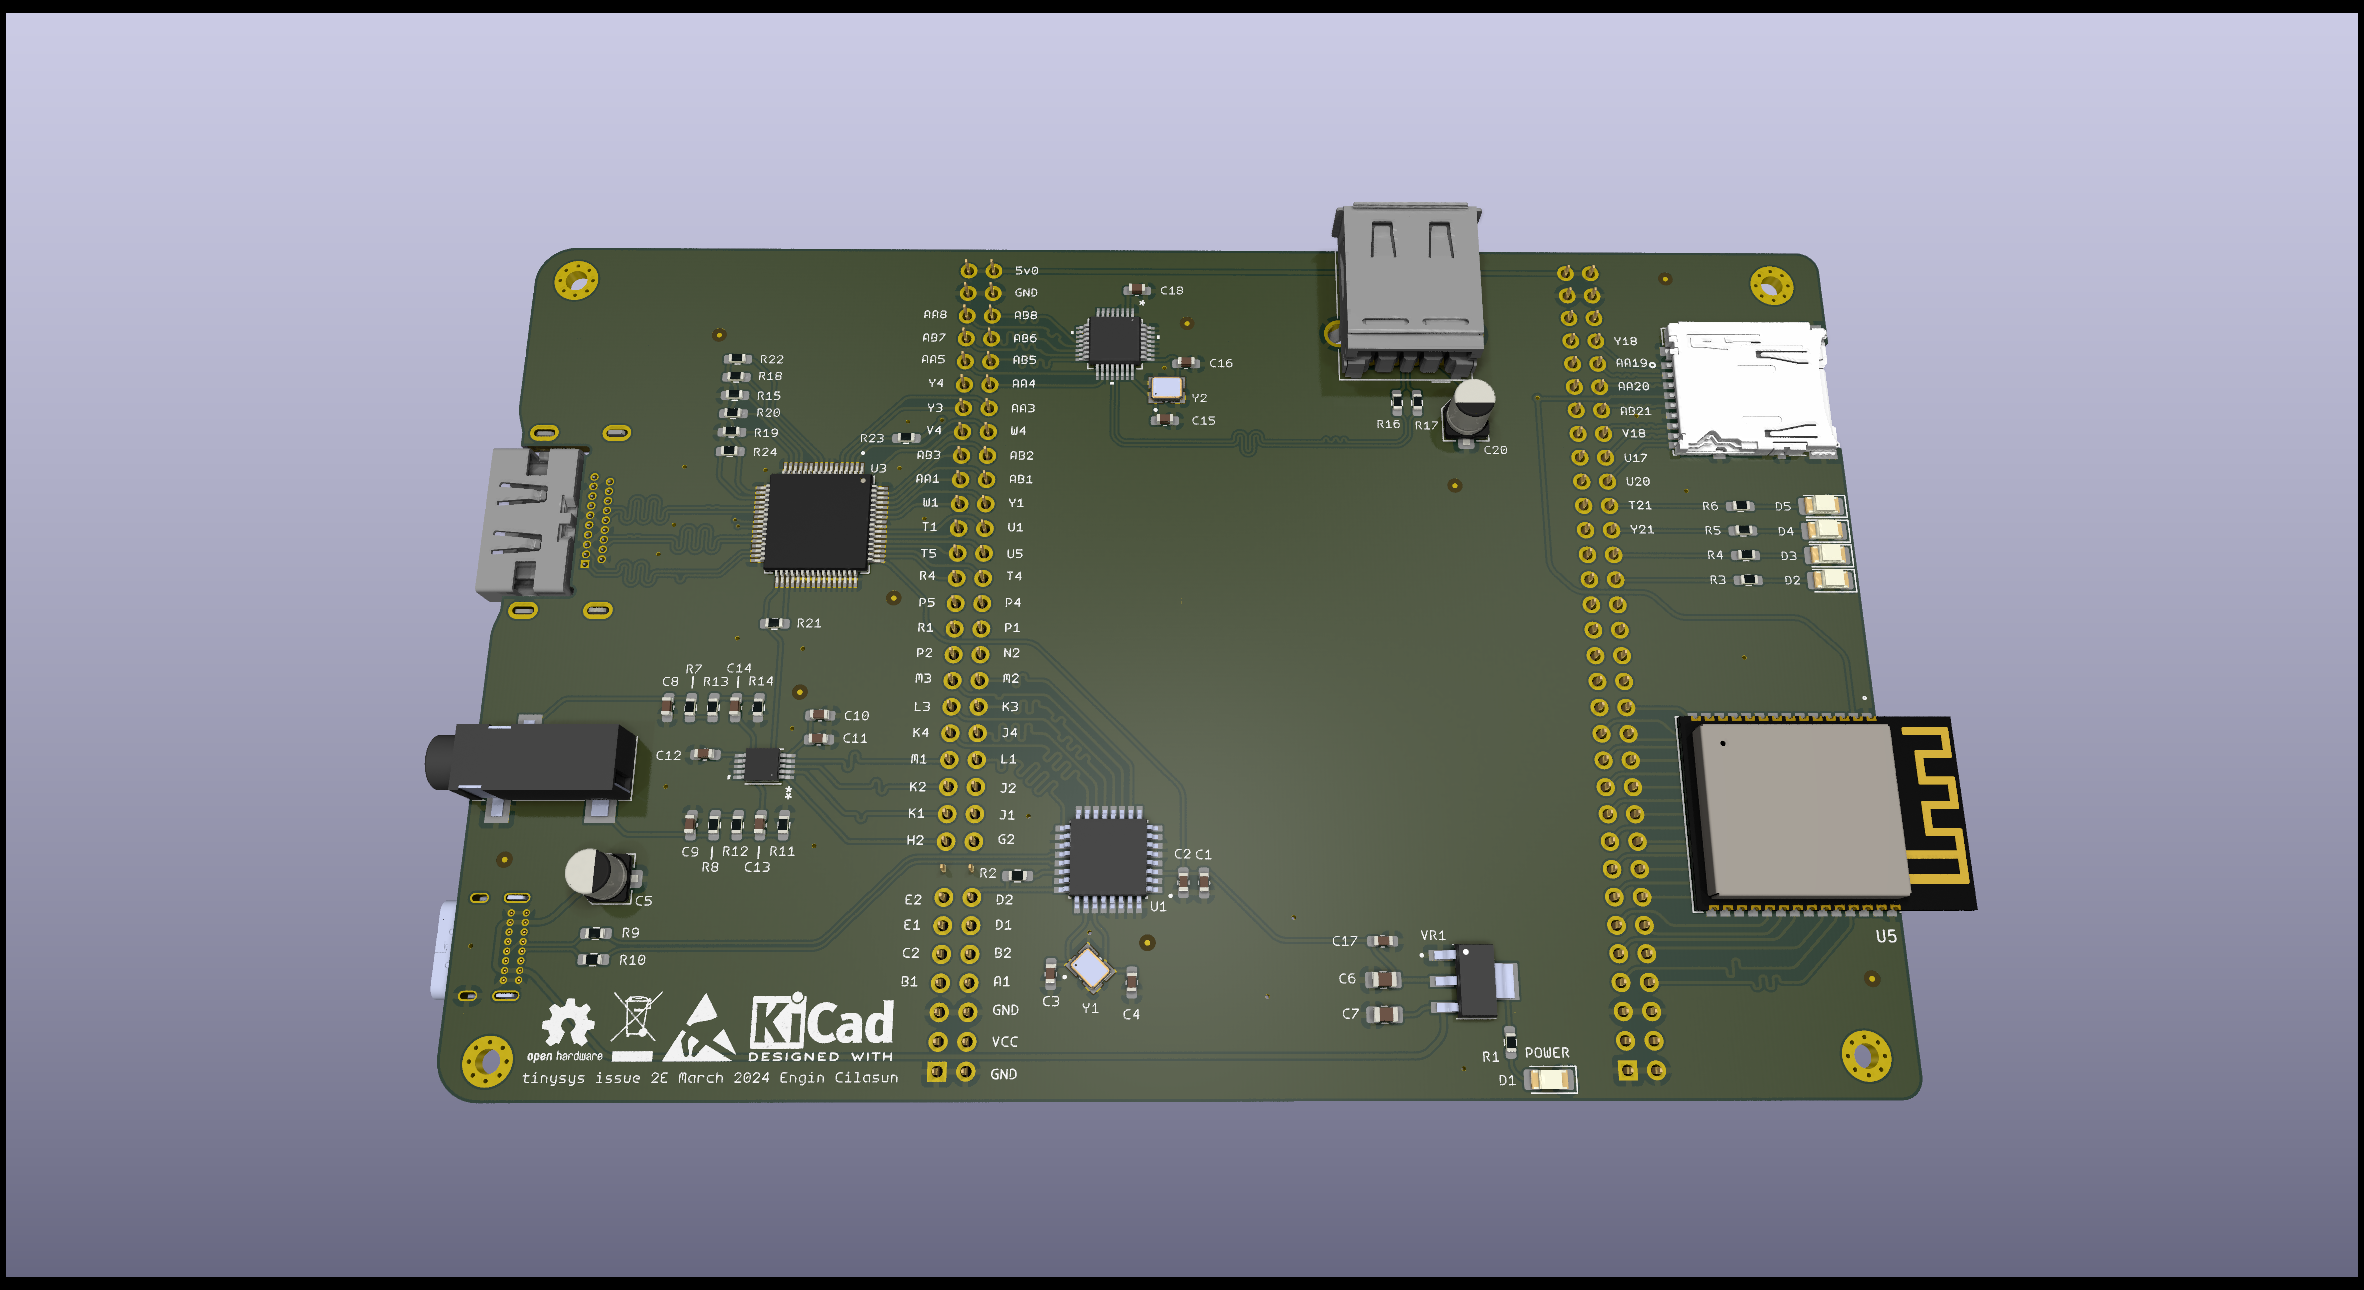 5v0
GND
AA8 AB8
AB7 AB6
AA5 AB5
Y4 AA4
Y3 AA3
V4 W4
AB3 AB2
AA1 AB1
W1 Y1
T1 U1
T5 U5
R4 T4
P5 P4
R1 P1
P2 N2
M3 M2
L3 K3
K4 J4
M1 L1
K2 J2
K1 J1
H2 G2
E2 D2
E1 D1
C2 B2
B1 A1
GND
VCC
GND
C18
*
C16
Y2
C15
R22
R18
R15
R20
R19
R24
R23
U3
R21
R16 R17
C20
Y18
AA19
AA20
AB21
V18
U17
U20
T21
Y21
R6 D5
R5 D4
R4 D3
R3 D2
R7 C14
C8 R13 R14
C10
C11
C12
**
C9 R12 R11
R8 C13
C5
R9
R10
R2
C2 C1
U1
C3 Y1 C4
C17 VR1
C6
C7
R1 POWER
D1
U5
open hardware
KiCad
DESIGNED WITH
tinysys issue 2E March 2024 Engin Cilasun